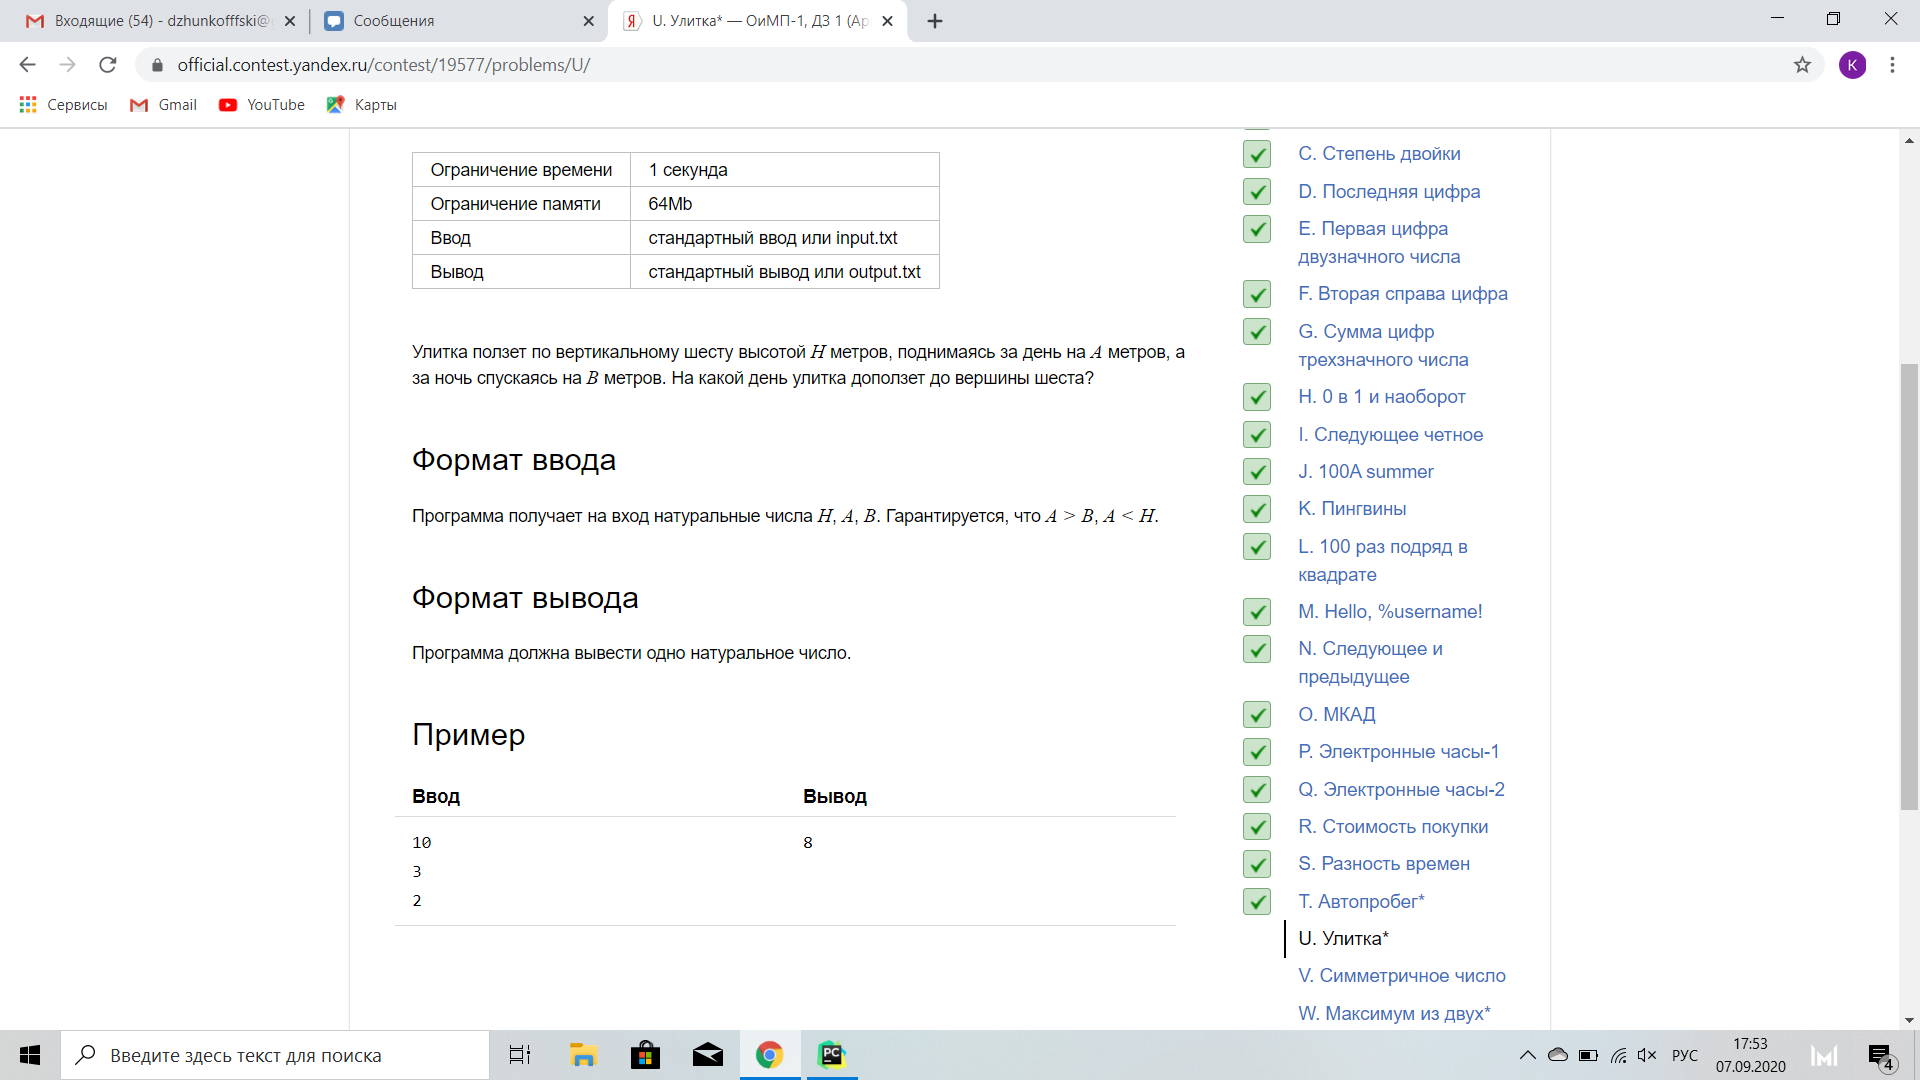 Входящие (54) - dzhunkofffski@
Сообщения
U. Улитка* — ОиМП-1, ДЗ 1 (Ар
official.contest.yandex.ru/contest/19577/problems/U/
K
Сервисы
Gmail
YouTube
Карты
Ограничение времени 1 секунда
Ограничение памяти 64Mb
Ввод стандартный ввод или input.txt
Вывод стандартный вывод или output.txt
Улитка ползет по вертикальному шесту высотой H метров, поднимаясь за день на A метров, а
за ночь спускаясь на B метров. На какой день улитка доползет до вершины шеста?
Формат ввода
Программа получает на вход натуральные числа H, A, B. Гарантируется, что A > B, A < H.
Формат вывода
Программа должна вывести одно натуральное число.
Пример
Ввод Вывод
10 8
3
2
C. Степень двойки
D. Последняя цифра
E. Первая цифра
двузначного числа
F. Вторая справа цифра
G. Сумма цифр
трехзначного числа
H. 0 в 1 и наоборот
I. Следующее четное
J. 100A summer
K. Пингвины
L. 100 раз подряд в
квадрате
M. Hello, %username!
N. Следующее и
предыдущее
O. МКАД
P. Электронные часы-1
Q. Электронные часы-2
R. Стоимость покупки
S. Разность времен
T. Автопробег*
U. Улитка*
V. Симметричное число
W. Максимум из двух*
Введите здесь текст для поиска
PC
РУС
17:53
07.09.2020
4